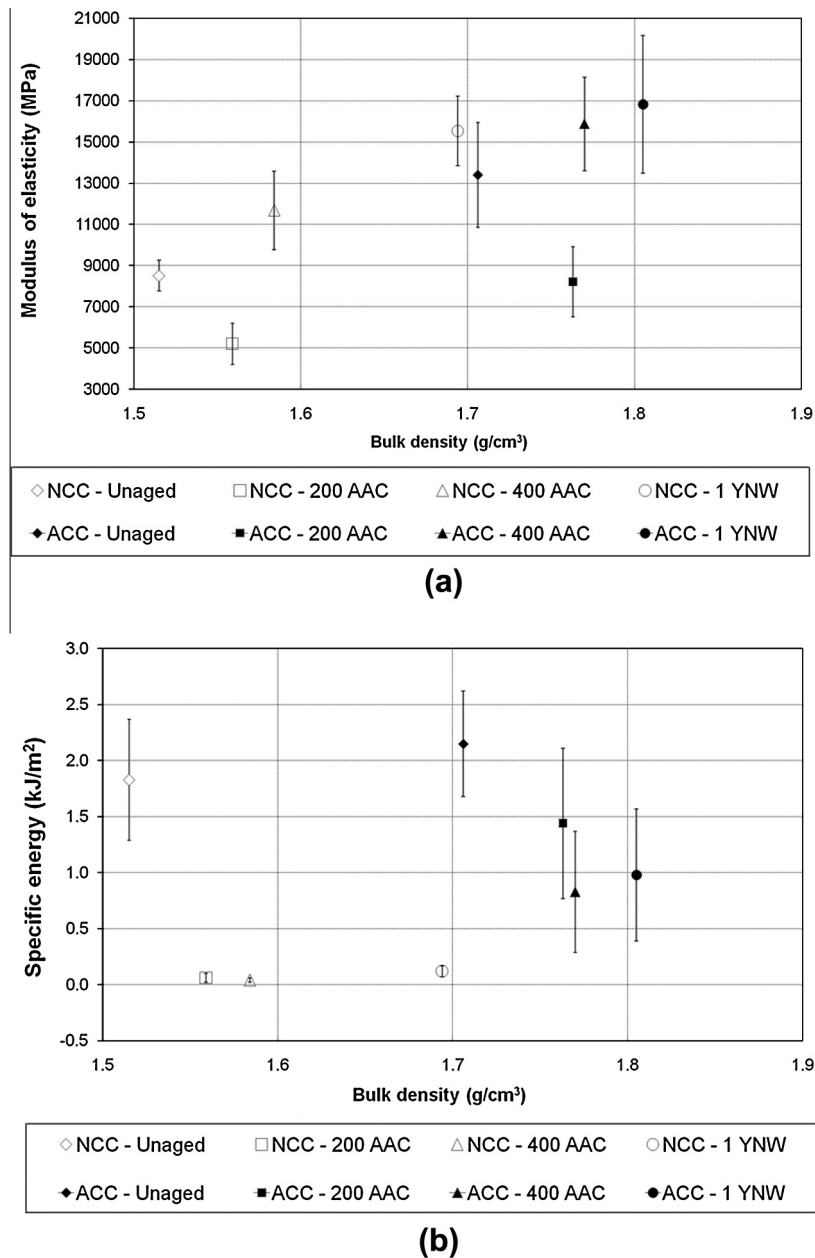 21000
19000
17000
15000
13000
11000
9000
7000
5000
3000
Modulus of elasticity (MPa)
1.5 1.6 1.7 1.8 1.9
Bulk density (g/cm³)
NCC - Unaged NCC - 200 AAC NCC - 400 AAC NCC - 1 YNW
ACC - Unaged ACC - 200 AAC ACC - 400 AAC ACC - 1 YNW
(a)
3.0
2.5
2.0
1.5
1.0
0.5
0.0
-0.5
Specific energy (kJ/m²)
1.5 1.6 1.7 1.8 1.9
Bulk density (g/cm³)
NCC - Unaged NCC - 200 AAC NCC - 400 AAC NCC - 1 YNW
ACC - Unaged ACC - 200 AAC ACC - 400 AAC ACC - 1 YNW
(b)